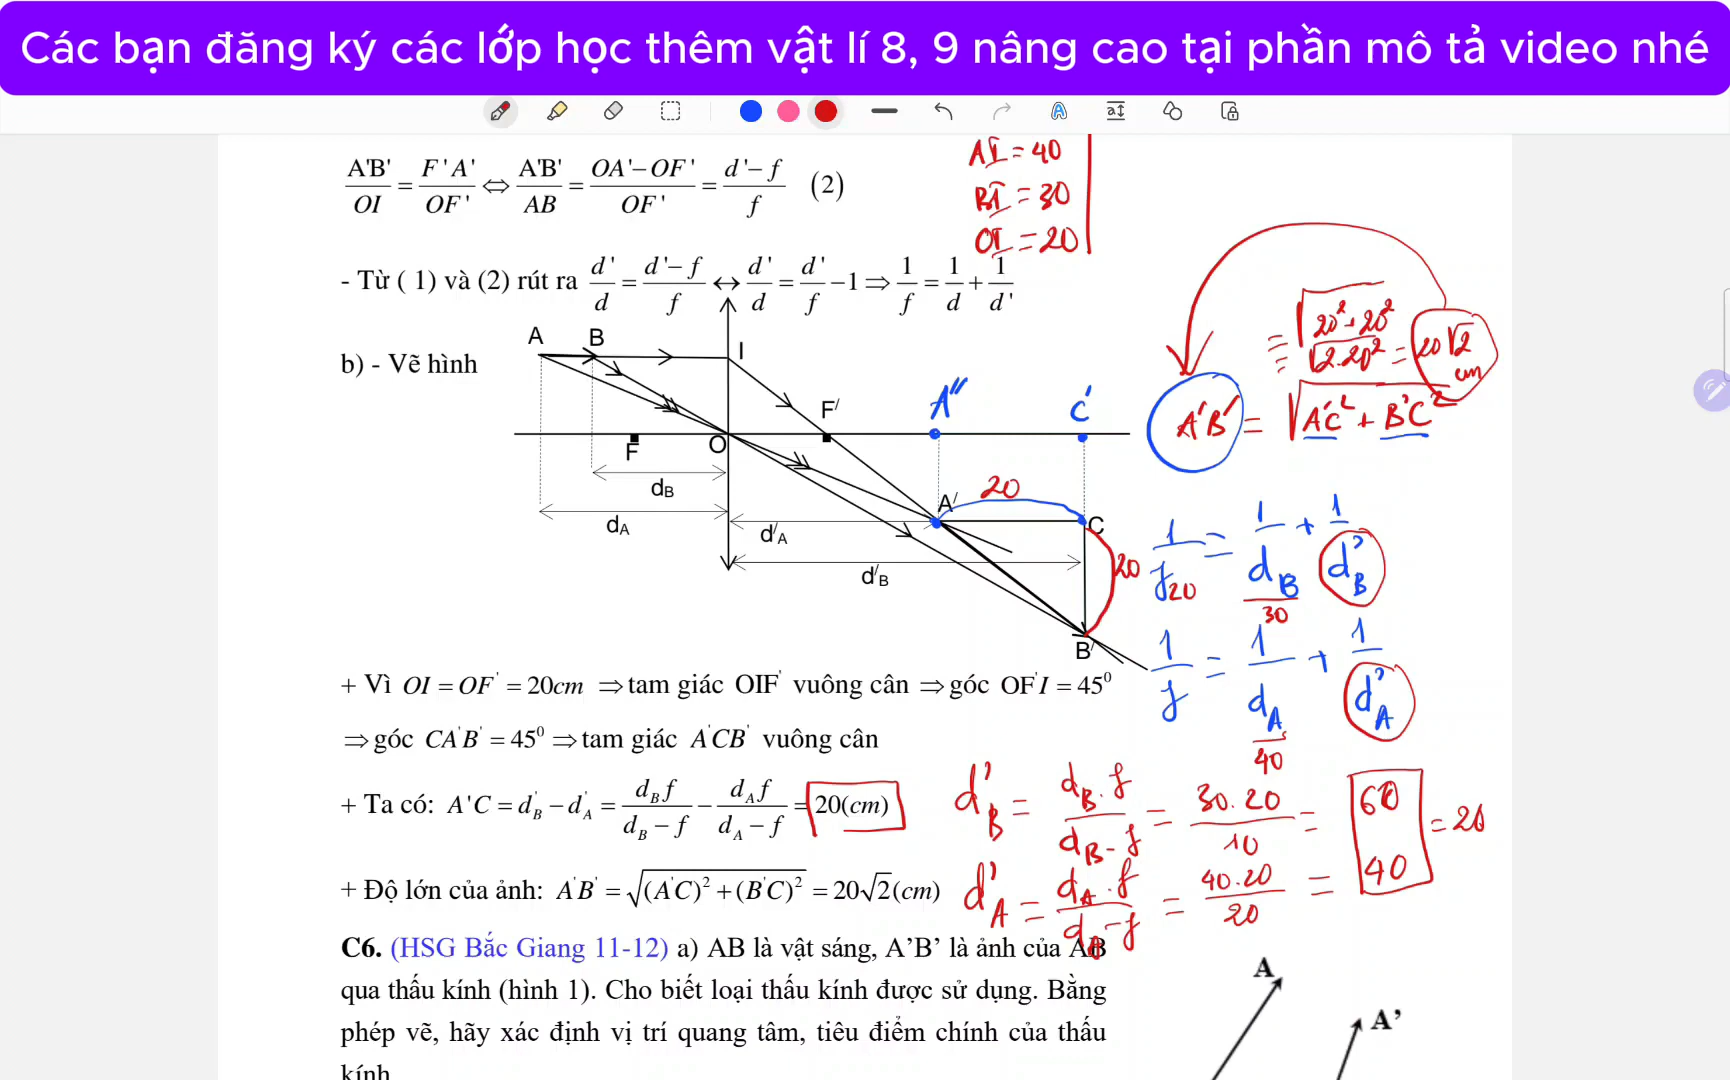 Các bạn đăng ký các lớp học thêm vật lí 8, 9 nâng cao tại phần mô tả video nhé
A'B'/OI = F'A'/OF' ⇔ A'B'/AB = (OA'−OF')/OF' = (d'−f)/f (2)
AI = 40
BI = 30
OI = 20
- Từ ( 1) và (2) rút ra d'/d = (d'−f)/f ↔ d'/d = d'/f −1 ⇒ 1/f = 1/d + 1/d'
= √(20² + 20²)
= √(2.20²) = 20√2 cm
b) - Vẽ hình
A B I
F' A'' C'
A'B' = √(A'C² + B'C²)
F O
dB
A' 20 C
dA d'A
d'B 20
B'
1/f = 1/dB + 1/d'B
20 30
1/f = 1/dA + 1/d'A
40
+ Vì OI = OF' = 20cm ⇒ tam giác OIF' vuông cân ⇒ góc OF'I = 45⁰
⇒ góc CA'B' = 45⁰ ⇒ tam giác A'CB' vuông cân
+ Ta có: A'C = d'B − d'A = dB f/(dB − f) − dA f/(dA − f) = 20(cm)
d'B = dB.f/(dB - f) = 30.20/10 = 60
= 20
d'A = dA.f/(dA - f) = 40.20/20 = 40
+ Độ lớn của ảnh: A'B' = √((A'C)² + (B'C)²) = 20√2(cm)
C6. (HSG Bắc Giang 11-12) a) AB là vật sáng, A’B’ là ảnh của AB
qua thấu kính (hình 1). Cho biết loại thấu kính được sử dụng. Bằng
phép vẽ, hãy xác định vị trí quang tâm, tiêu điểm chính của thấu
kính
A
A’